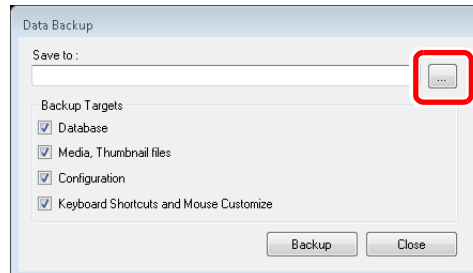 Data Backup
Save to :
...
Backup Targets
Database
Media, Thumbnail files
Configuration
Keyboard Shortcuts and Mouse Customize
Backup Close